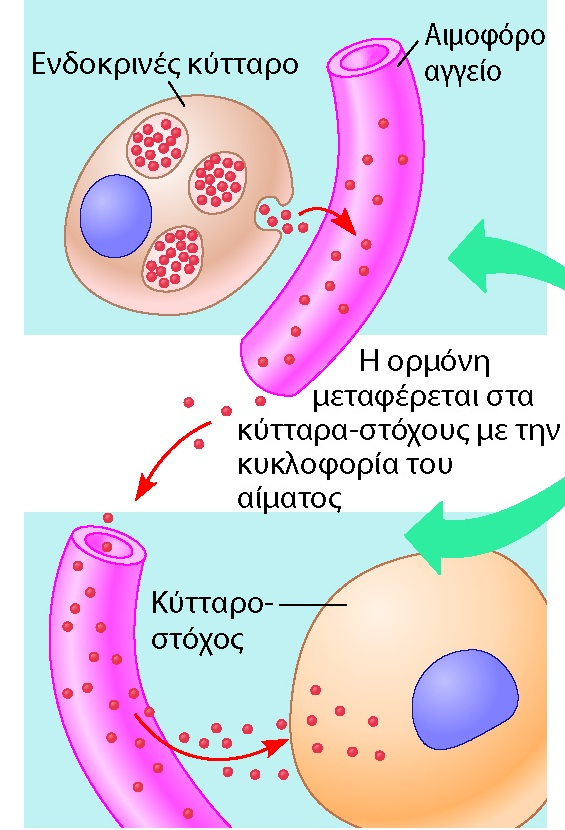 Αιμοφόρο
αγγείο
Ενδοκρινές κύτταρο
Η ορμόνη
μεταφέρεται στα
κύτταρα-στόχους με την
κυκλοφορία του
αίματος
Κύτταρο-
στόχος